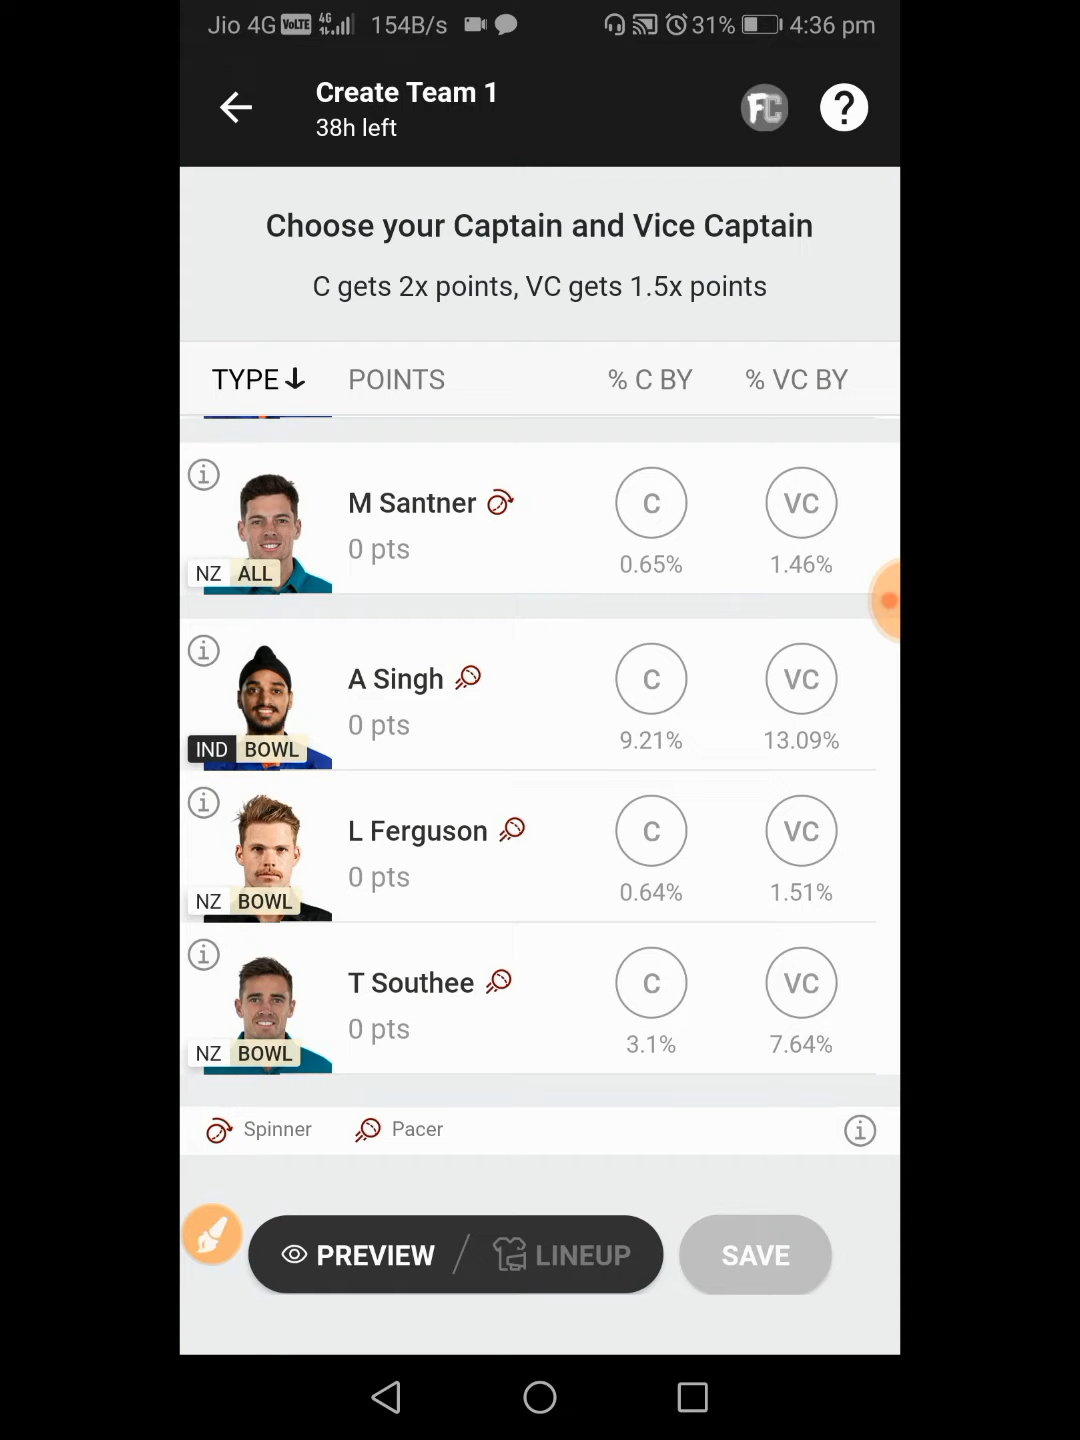 Jio 4G VoLTE 4G 154B/s 31% 4:36 pm
Create Team 1
38h left
FC ?
Choose your Captain and Vice Captain
C gets 2x points, VC gets 1.5x points
TYPE POINTS % C BY % VC BY
M Santner C VC
0 pts 0.65% 1.46%
NZ ALL
A Singh C VC
0 pts 9.21% 13.09%
IND BOWL
L Ferguson C VC
0 pts 0.64% 1.51%
NZ BOWL
T Southee C VC
0 pts 3.1% 7.64%
NZ BOWL
Spinner Pacer
PREVIEW / LINEUP SAVE